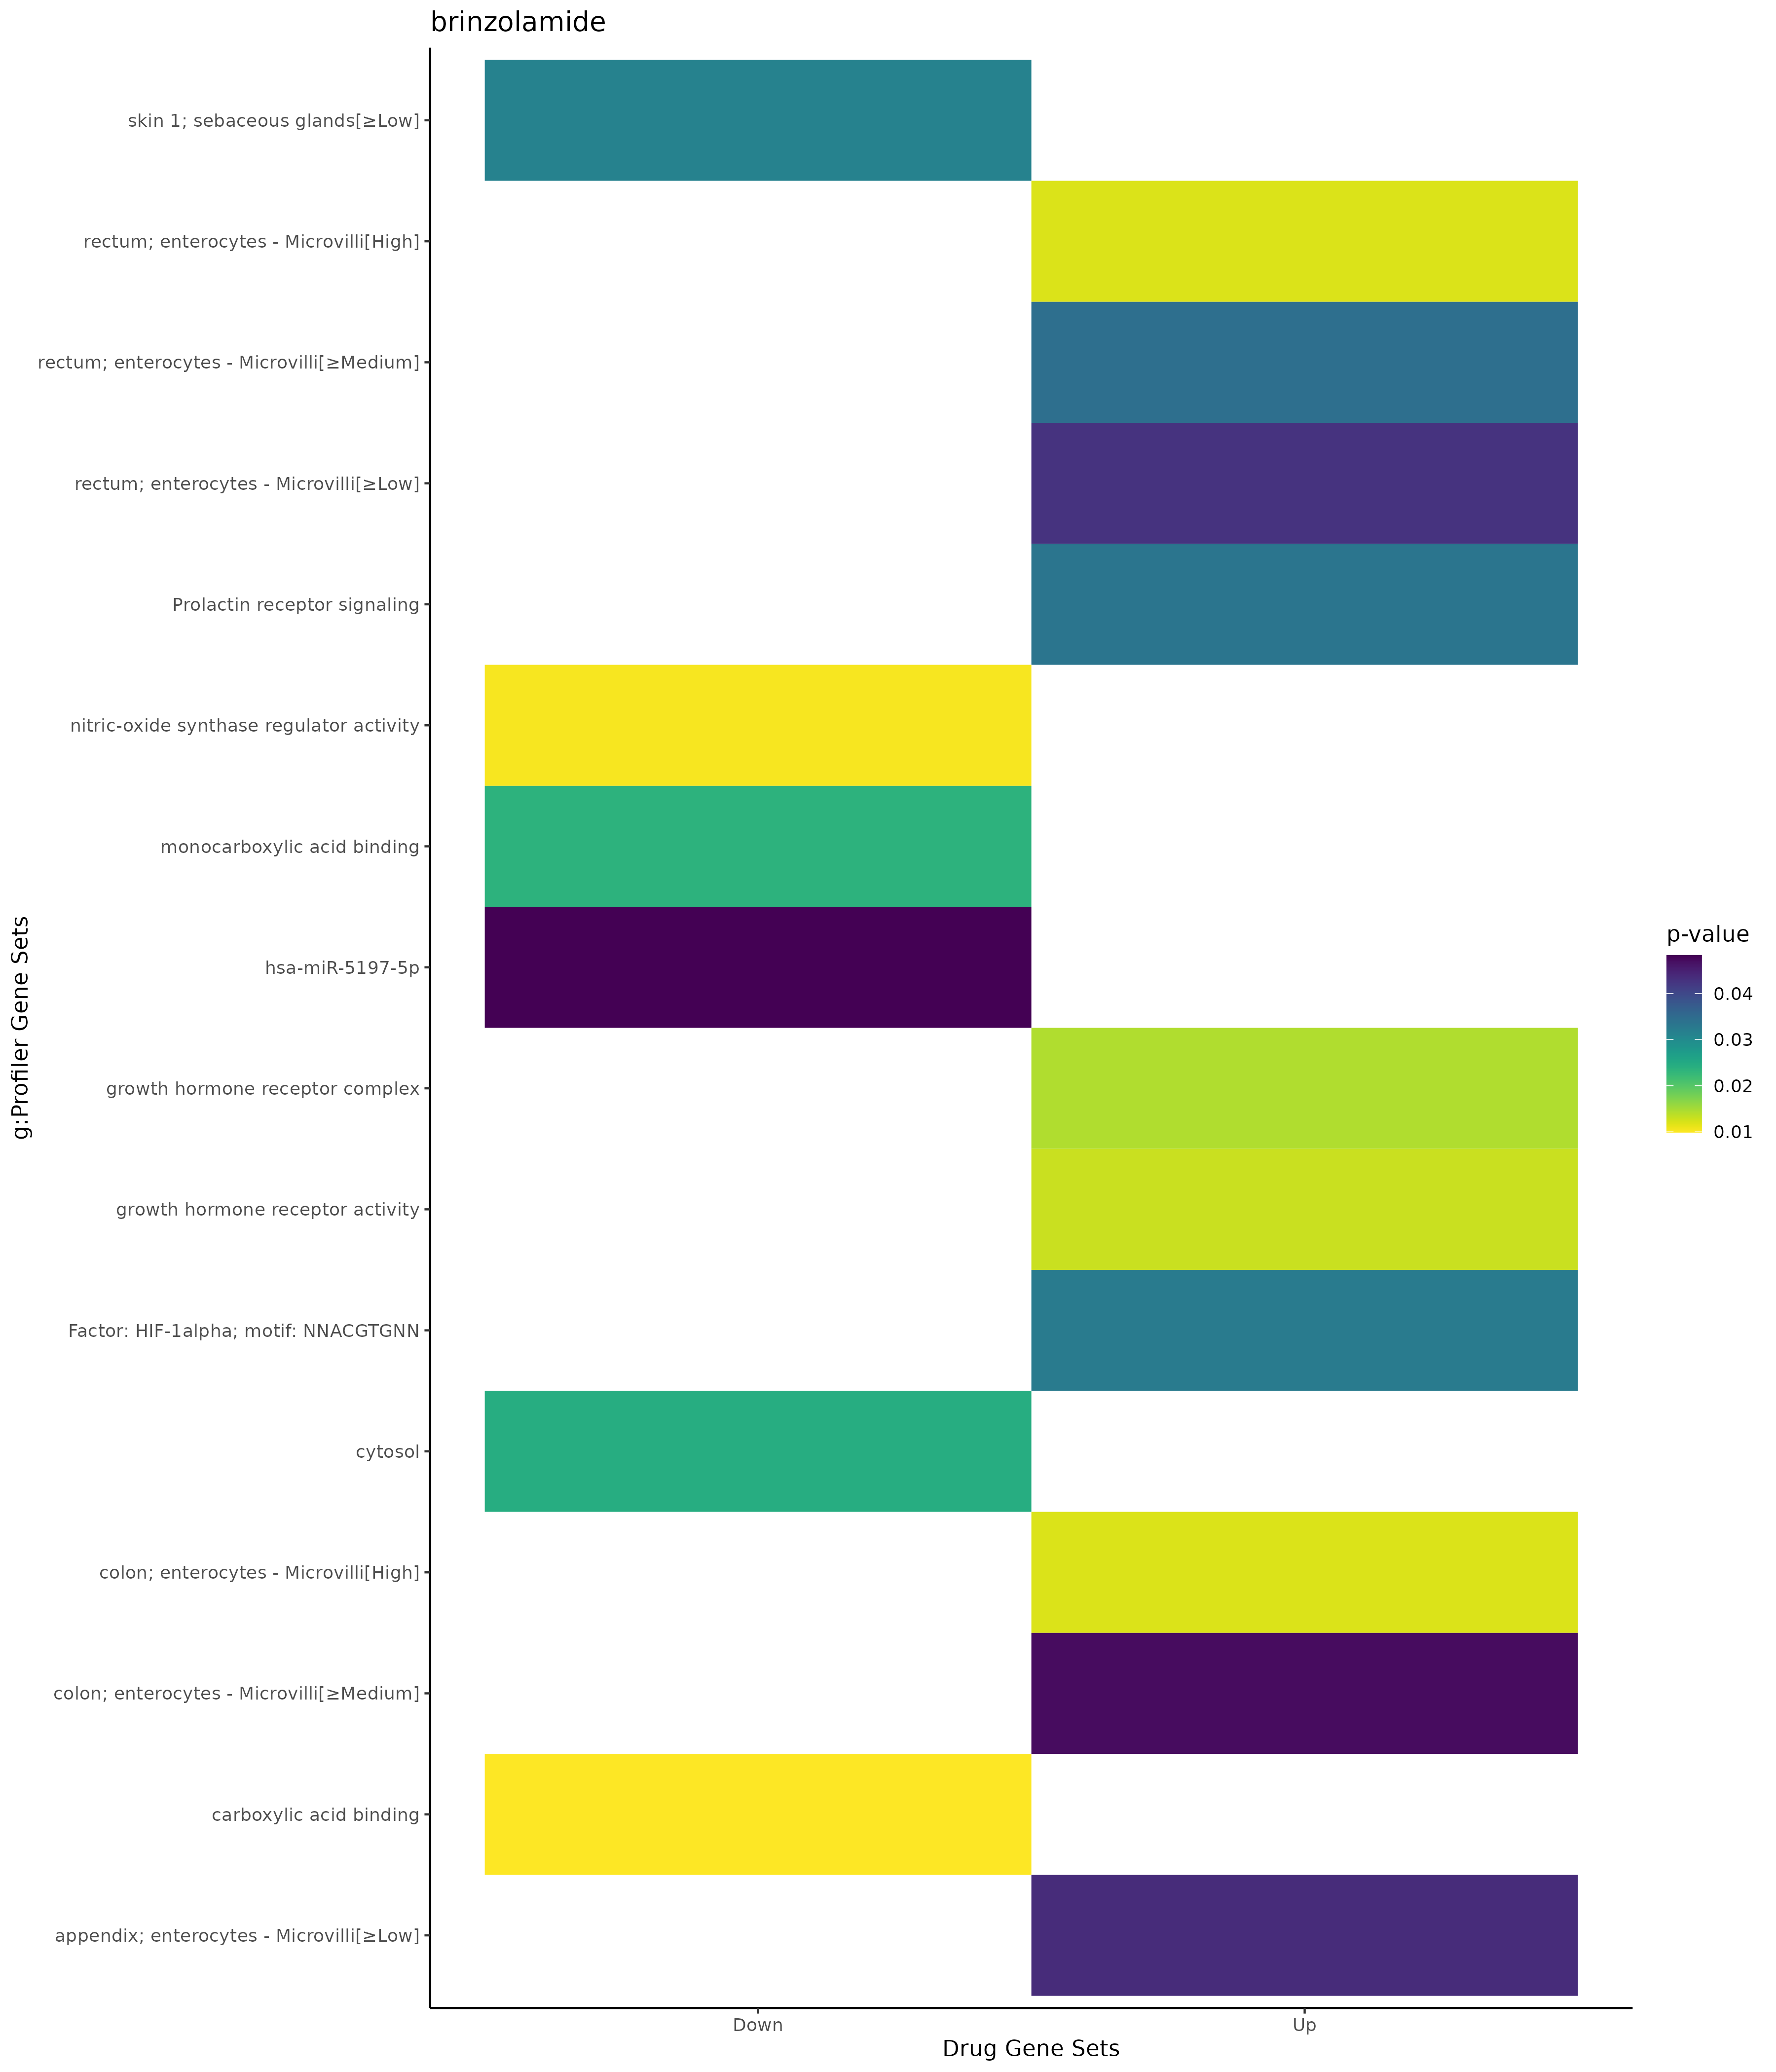 brinzolamide
skin 1; sebaceous glands[≥Low]
rectum; enterocytes - Microvilli[High]
rectum; enterocytes - Microvilli[≥Medium]
rectum; enterocytes - Microvilli[≥Low]
Prolactin receptor signaling
nitric-oxide synthase regulator activity
monocarboxylic acid binding
hsa-miR-5197-5p
growth hormone receptor complex
growth hormone receptor activity
Factor: HIF-1alpha; motif: NNACGTGNN
cytosol
colon; enterocytes - Microvilli[High]
colon; enterocytes - Microvilli[≥Medium]
carboxylic acid binding
appendix; enterocytes - Microvilli[≥Low]
g:Profiler Gene Sets
Down
Up
Drug Gene Sets
p-value
0.04
0.03
0.02
0.01